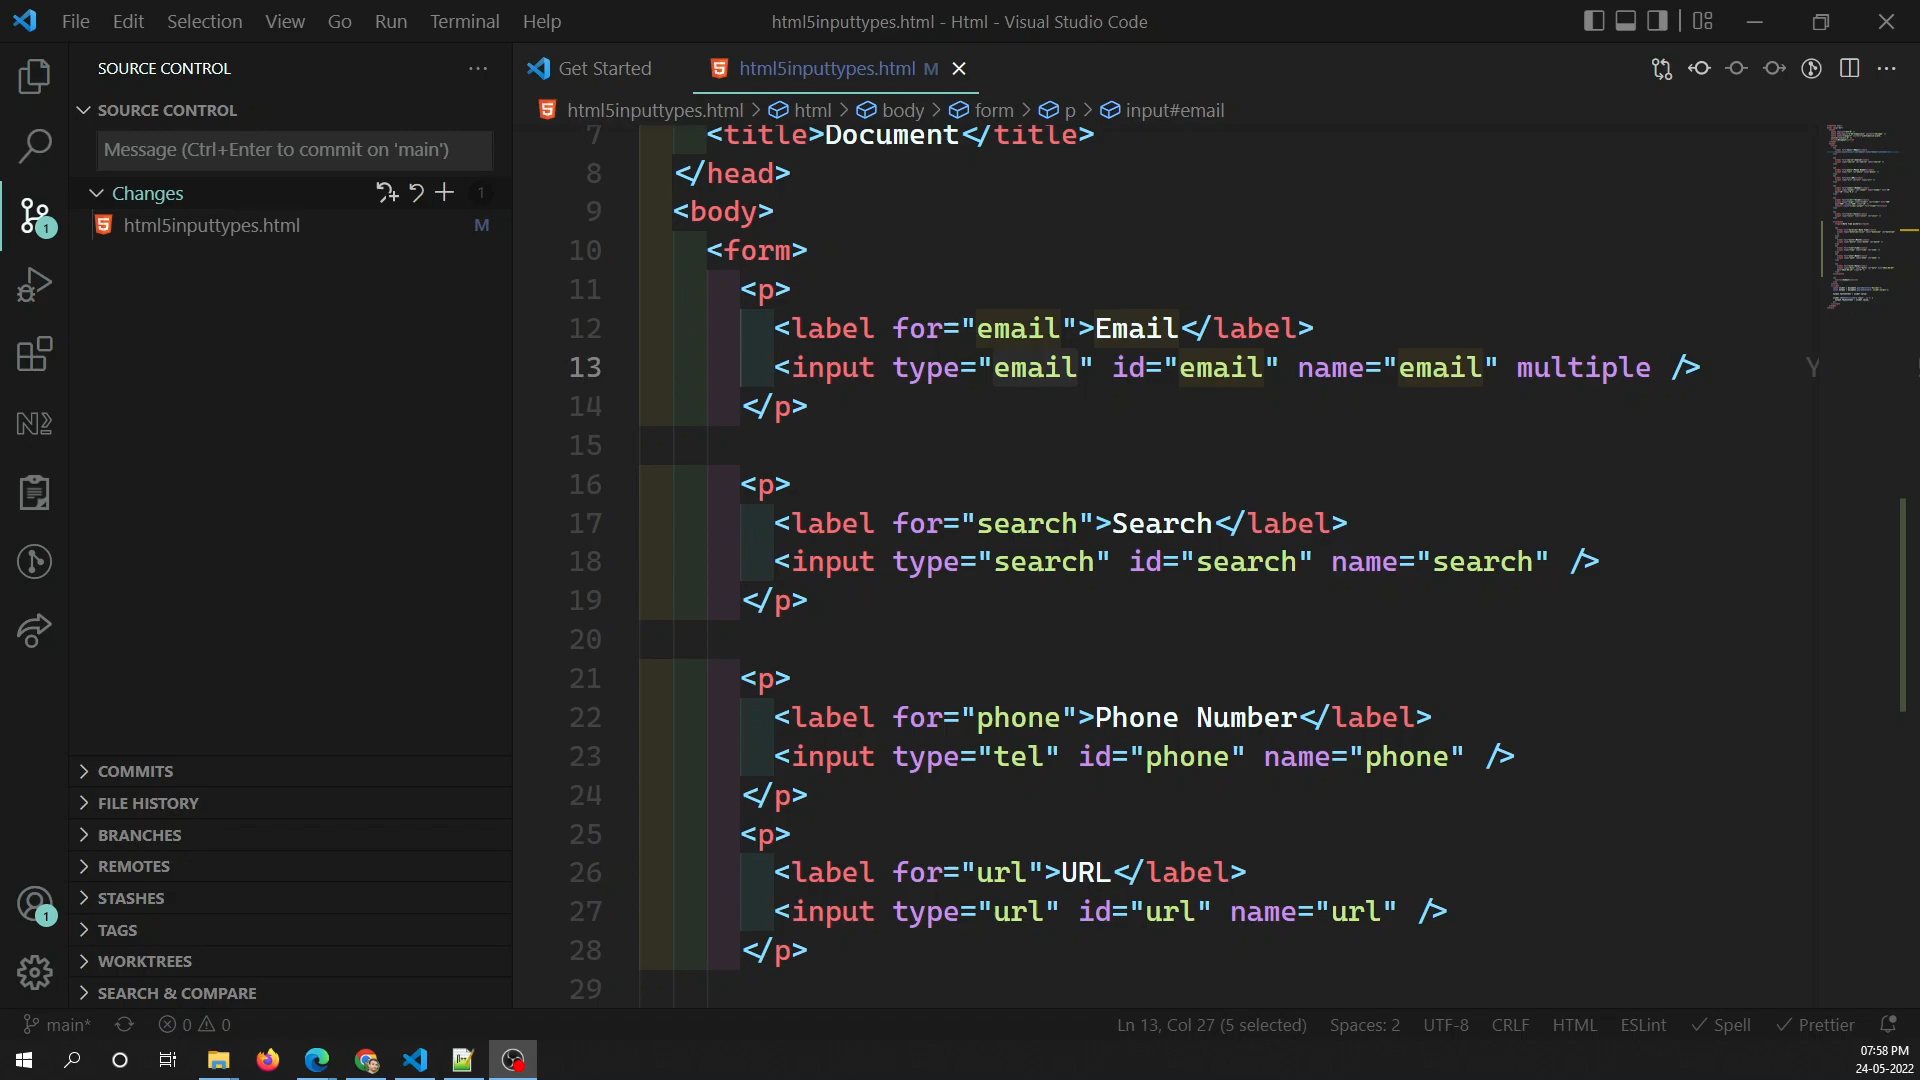 File Edit Selection View Go Run Terminal Help
html5inputtypes.html - Html - Visual Studio Code
SOURCE CONTROL
Get Started
html5inputtypes.html M
SOURCE CONTROL
html5inputtypes.html > html > body > form > p > input#email
Message (Ctrl+Enter to commit on 'main')
Changes 1
html5inputtypes.html M
1
7 <title>Document</title>
8 </head>
9 <body>
10 <form>
11 <p>
12 <label for="email">Email</label>
13 <input type="email" id="email" name="email" multiple /> Y
14 </p>
15
16 <p>
17 <label for="search">Search</label>
18 <input type="search" id="search" name="search" />
19 </p>
20
21 <p>
22 <label for="phone">Phone Number</label>
23 <input type="tel" id="phone" name="phone" />
24 </p>
25 <p>
26 <label for="url">URL</label>
27 <input type="url" id="url" name="url" />
28 </p>
29
COMMITS
FILE HISTORY
BRANCHES
REMOTES
STASHES
TAGS
WORKTREES
SEARCH & COMPARE
1
main* 0 0
Ln 13, Col 27 (5 selected) Spaces: 2 UTF-8 CRLF HTML ESLint Spell Prettier
07:58 PM
24-05-2022